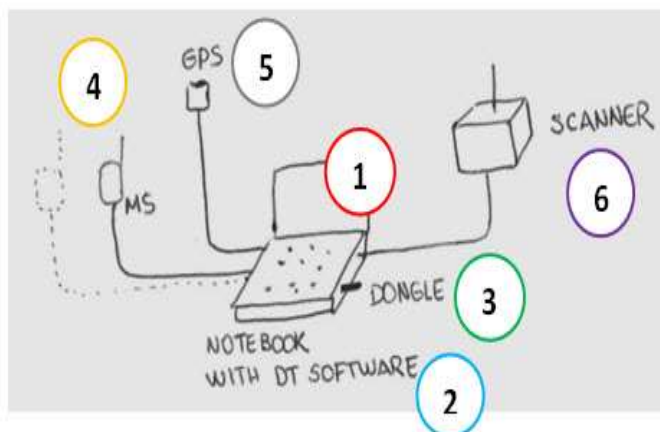 4
GPS
5
1
SCANNER
6
MS
DONGLE
3
NOTEBOOK
WITH DT SOFTWARE
2